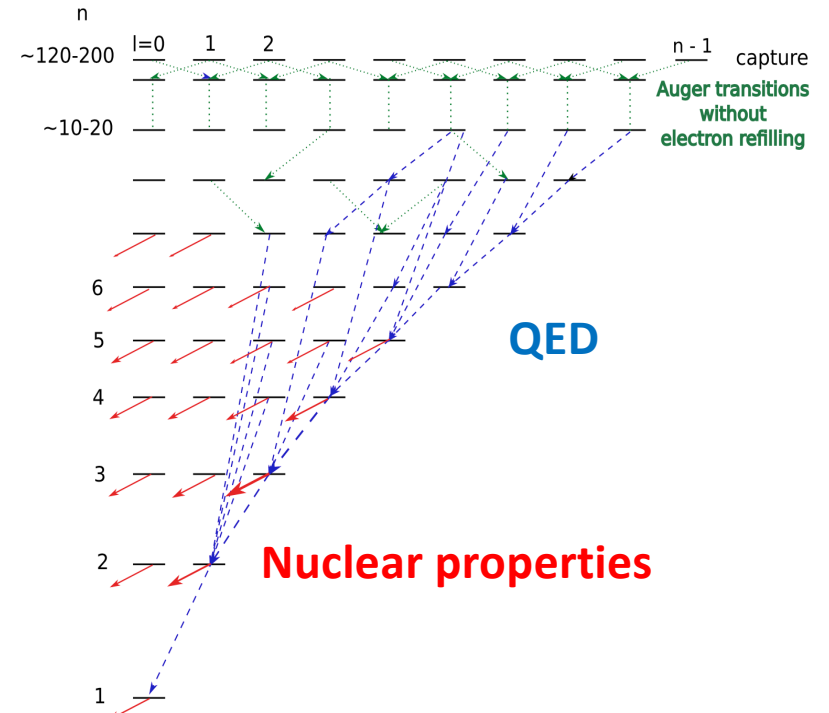 n
l=0 1 2 n - 1
~120-200 capture
Auger transitions
without
electron refilling
~10-20
6
5
QED
4
3
2
Nuclear properties
1